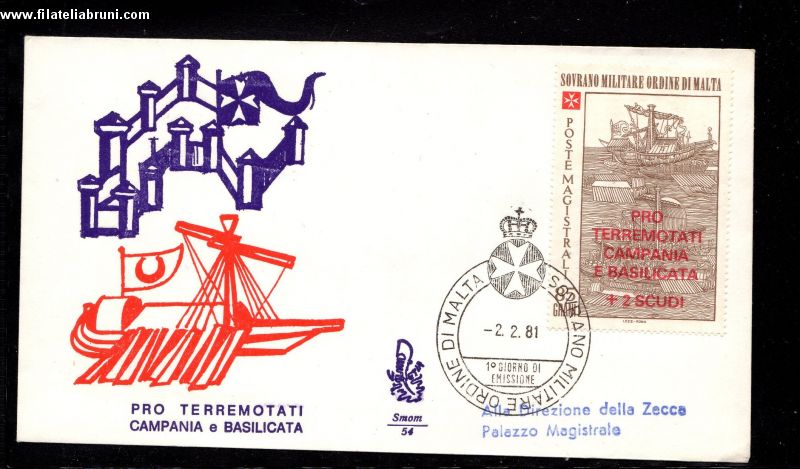 www.filateliabruni.com
SOVRANO MILITARE ORDINE DI MALTA
POSTE MAGISTRALI
PRO
TERREMOTATI
CAMPANIA
E BASILICATA
+ 2 SCUDI
GRANI
SOVRANO MILITARE ORDINE DI MALTA
-2. 2. 81
1° GIORNO DI
EMISSIONE
PRO TERREMOTATI
CAMPANIA e BASILICATA
Smom
54
Alla Direzione della Zecca
Palazzo Magistrale